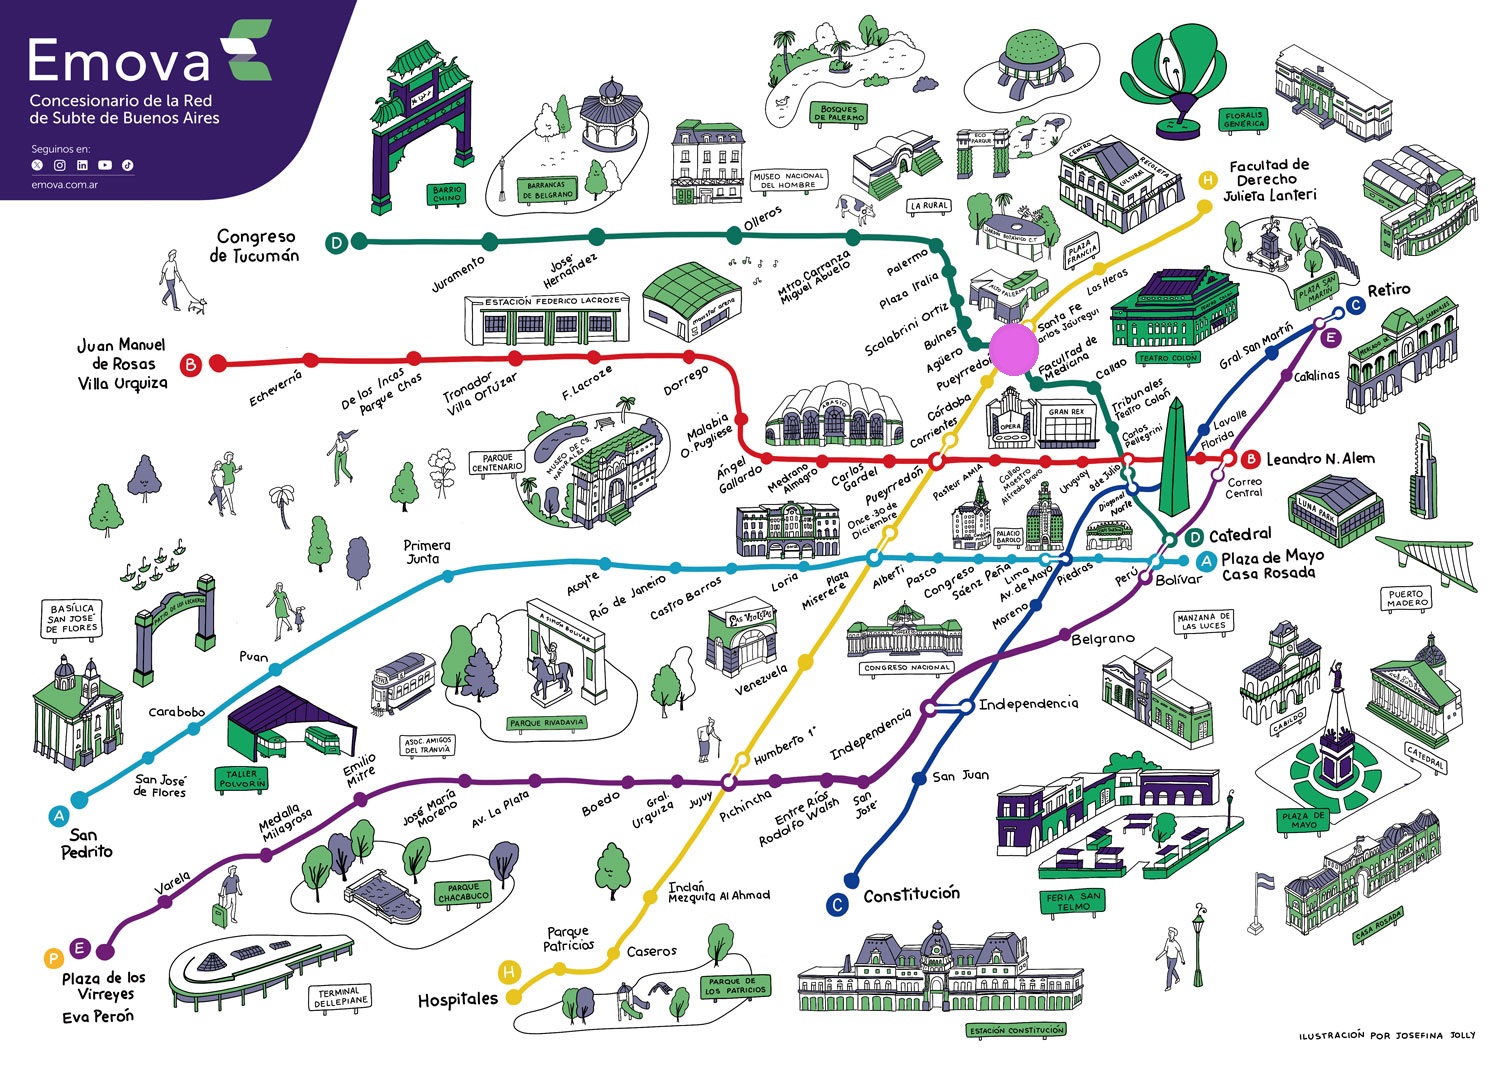 Emova
Concesionario de la Red
de Subte de Buenos Aires
Seguinos en:
emova.com.ar
BARRIO
CHINO
BARRANCAS
DE BELGRANO
MUSEO NACIONAL
DEL HOMBRE
BOSQUES
DE PALERMO
LA RURAL
ECO
PARQUE
CENTRO
CULTURAL RECOLETA
FLORALIS
GENÉRICA
JARDÍN BOTÁNICO C.T.
PLAZA
FRANCIA
ALTO PALERMO
H
Facultad de
Derecho
Julieta Lanteri
Las Heras
Santa Fe
PLAZA SAN
MARTÍN
TEATRO COLÓN
Congreso
de Tucumán
D
Juramento
José
Hernández
Olleros
Mtro. Carranza
Miguel Abuelo
Palermo
Plaza Italia
Scalabrini Ortiz
Bulnes
Agüero
Facultad de
Medicina
Callao
Tribunales
Teatro Colón
C
Retiro
E
Gral. San Martín
Catalinas
Lavalle
Florida
ESTACIÓN FEDERICO LACROZE
movistar arena
Juan Manuel
de Rosas
Villa Urquiza
B
Echeverría
De los Incas
Parque Chas
Tronador
Villa Ortúzar
F. Lacroze
Dorrego
Malabia
O. Pugliese
Ángel
Gallardo
Medrano
Almagro
Carlos
Gardel
Pueyrredón
Pasteur AMIA
Callao
Maestro
Alfredo Bravo
Uruguay
Carlos
Pellegrini
9 de Julio
Diagonal
Norte
B
Leandro N. Alem
Correo
Central
Córdoba
Corrientes
Once - 30 de
Diciembre
ABASTO
OPERA
GRAN REX
PARQUE
CENTENARIO
MUSEO DE CS.
NATURALES
PALACIO
BAROLO
LUNA PARK
D
Catedral
A
Plaza de Mayo
Casa Rosada
Primera
Junta
Acoyte
Río de Janeiro
Castro Barros
Loria
Plaza
Miserere
Alberti
Pasco
Congreso
Sáenz Peña
Lima
Av. de Mayo
Piedras
Perú
Bolívar
Moreno
Belgrano
Puan
Carabobo
San José
de Flores
A
San
Pedrito
BASÍLICA
SAN JOSÉ
DE FLORES
PATIO DE LOS LECHEROS
TALLER
POLVORÍN
ASOC. AMIGOS
DEL TRANVÍA
A SIMÓN BOLÍVAR
PARQUE RIVADAVIA
LAS VIOLETAS
CONGRESO NACIONAL
MANZANA DE
LAS LUCES
PUERTO
MADERO
CABILDO
CATEDRAL
PLAZA DE
MAYO
CASA ROSADA
FERIA SAN
TELMO
Venezuela
Humberto 1°
Independencia
Independencia
San Juan
C
Constitución
ESTACIÓN CONSTITUCIÓN
Emilio
Mitre
José María
Moreno
Av. La Plata
Boedo
Gral.
Urquiza
Jujuy
Pichincha
Entre Ríos
Rodolfo Walsh
San
José
Medalla
Milagrosa
Varela
P
E
Plaza de los
Virreyes
Eva Perón
PARQUE
CHACABUCO
TERMINAL
DELLEPIANE
Inclán
Mezquita Al Ahmad
Caseros
Parque
Patricios
H
Hospitales
PARQUE DE
LOS PATRICIOS
ILUSTRACIÓN POR JOSEFINA JOLLY